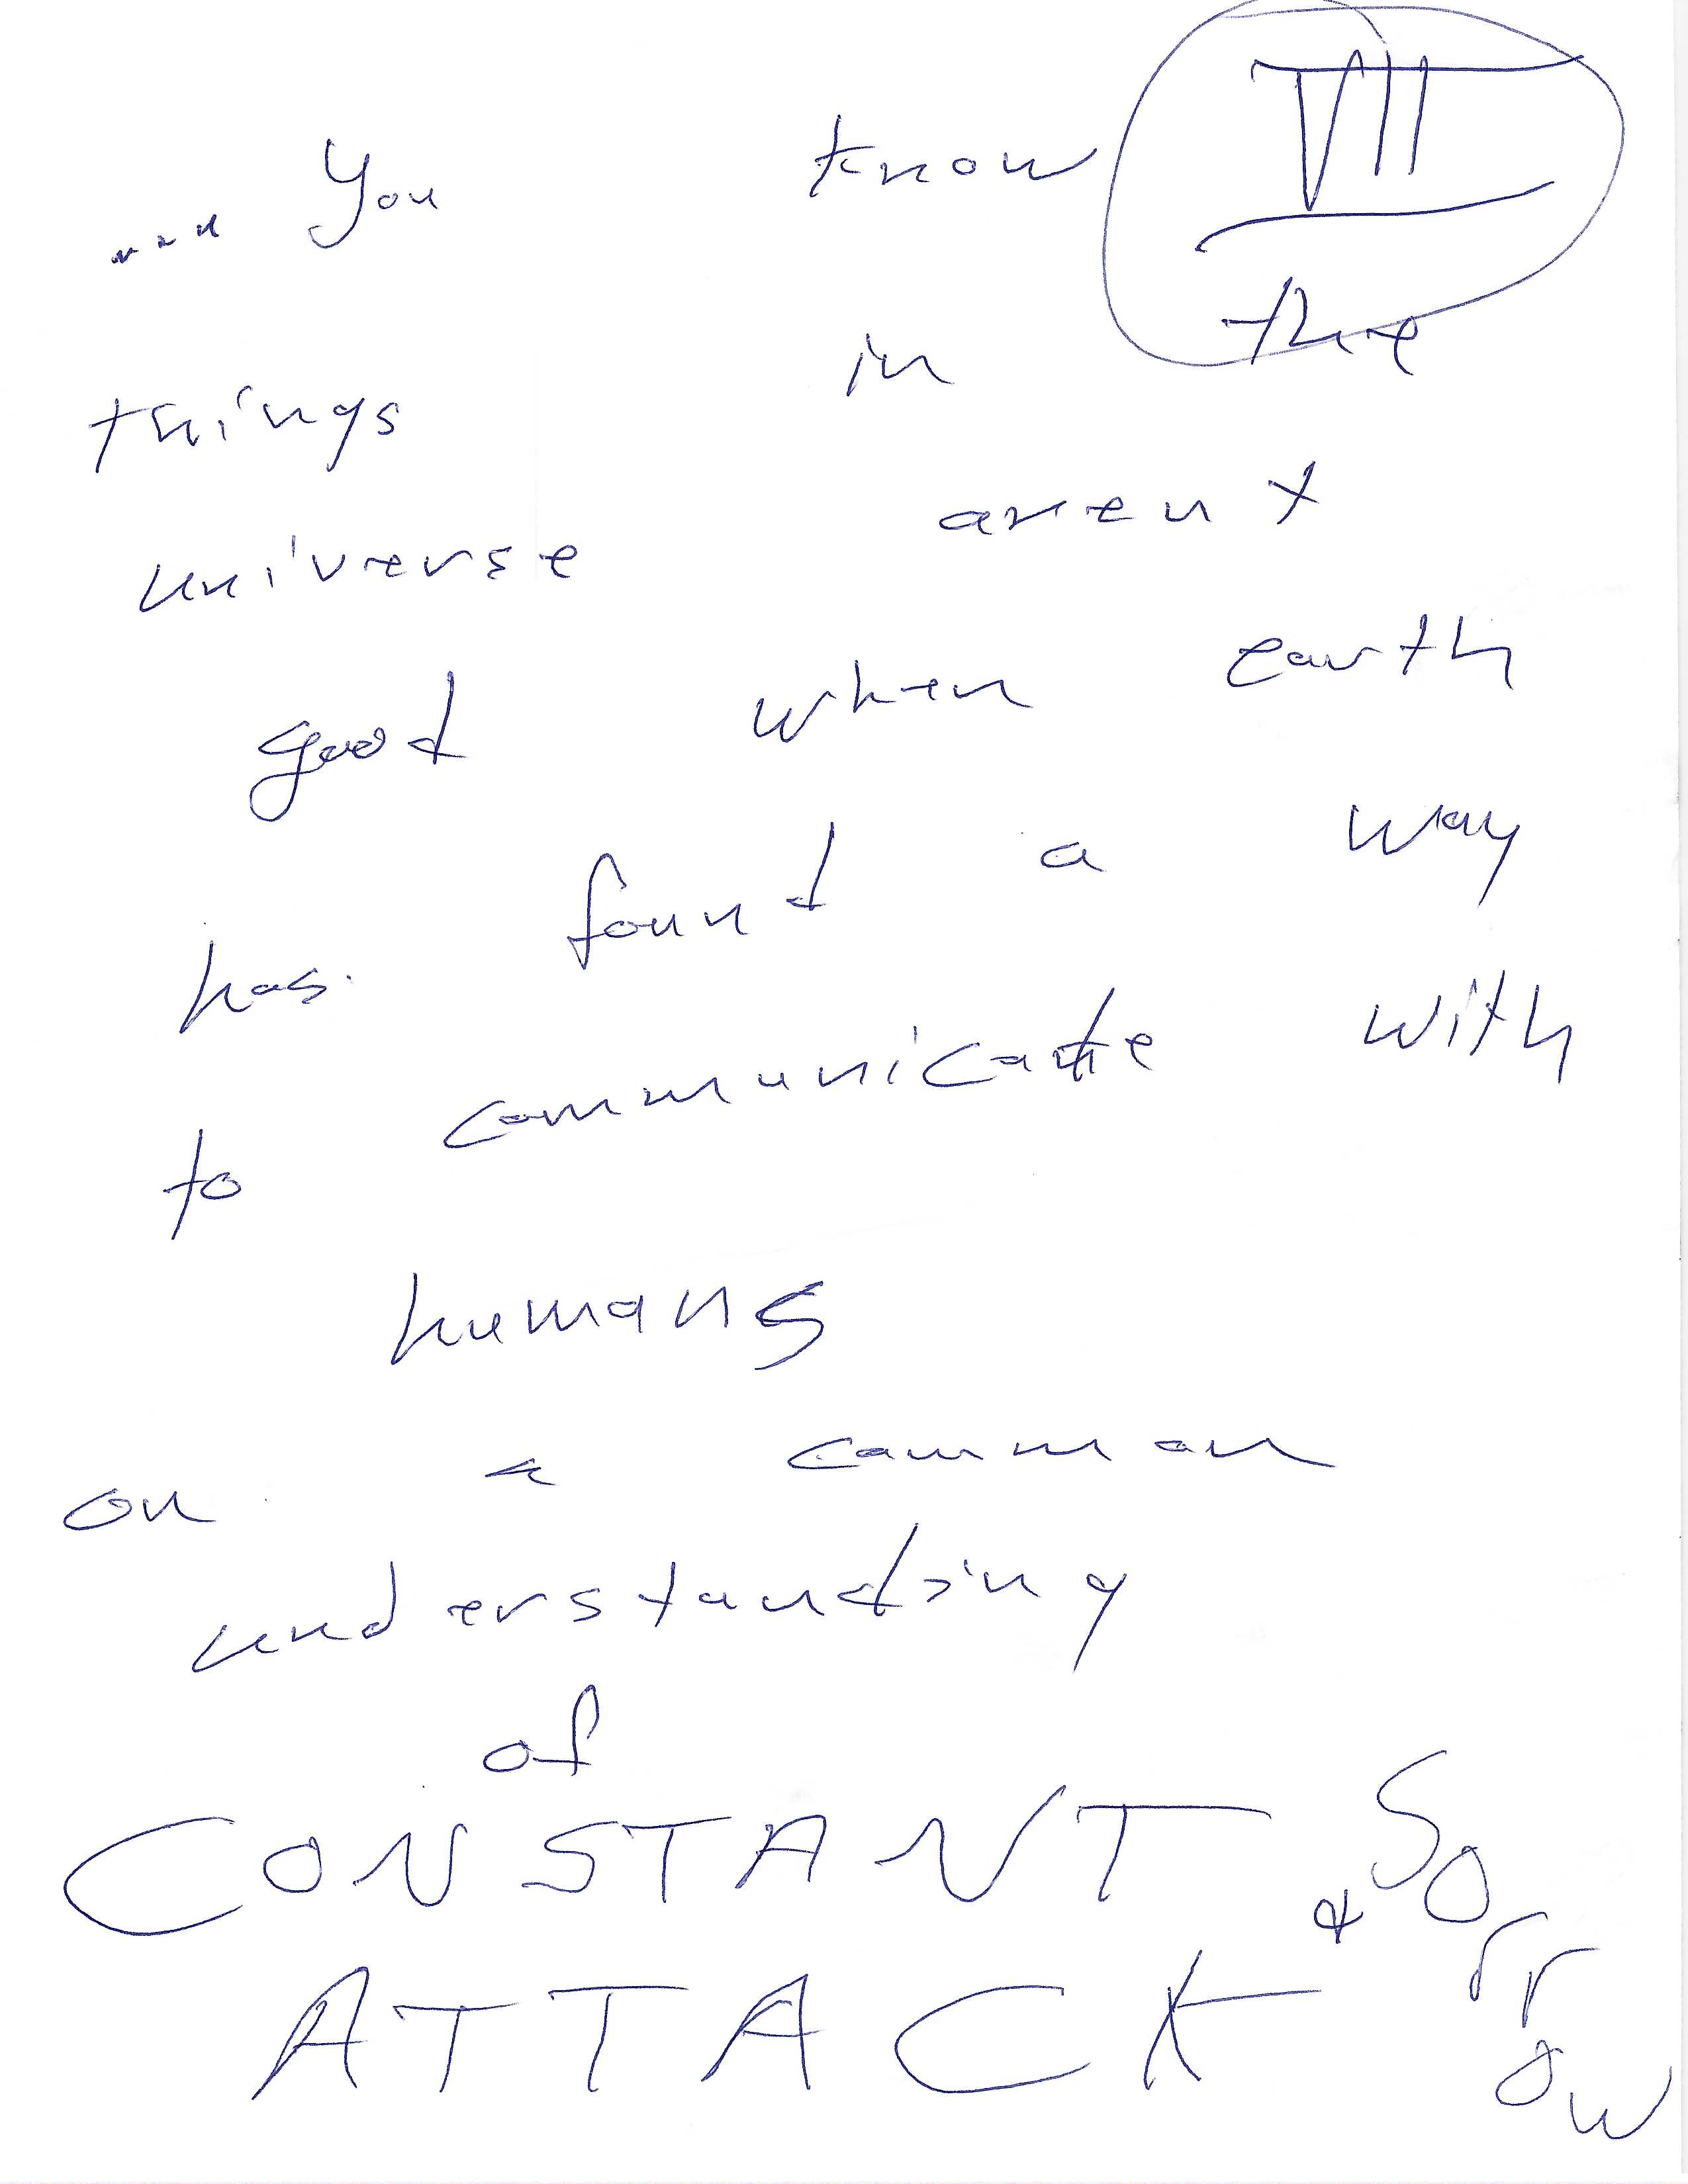 VII
... You know
things in the
universe arent
good when earth
has found a way
to communicate with
humans
on a common
understanding
of
CONSTANT & SOrrow
ATTACK